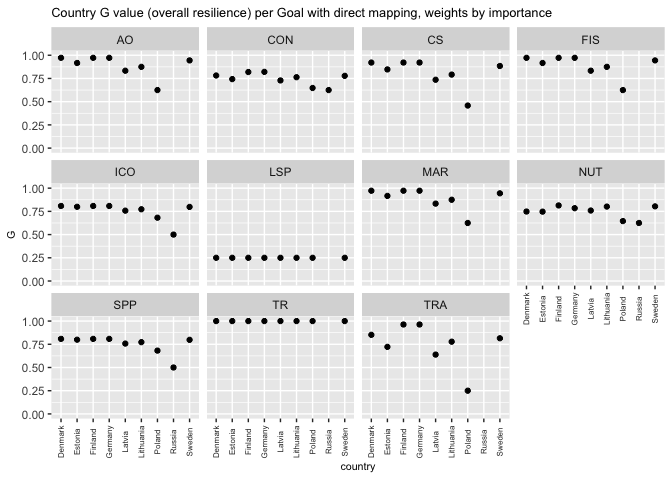 Country G value (overall resilience) per Goal with direct mapping, weights by importance
AO CON CS FIS
1.00
0.75
0.50
0.25
0.00
ICO LSP MAR NUT
1.00
0.75
0.50
0.25
0.00
G
SPP TR TRA
1.00
0.75
0.50
0.25
0.00
Denmark Estonia Finland Germany Latvia Lithuania Poland Russia Sweden
Denmark Estonia Finland Germany Latvia Lithuania Poland Russia Sweden
Denmark Estonia Finland Germany Latvia Lithuania Poland Russia Sweden
Denmark Estonia Finland Germany Latvia Lithuania Poland Russia Sweden
country